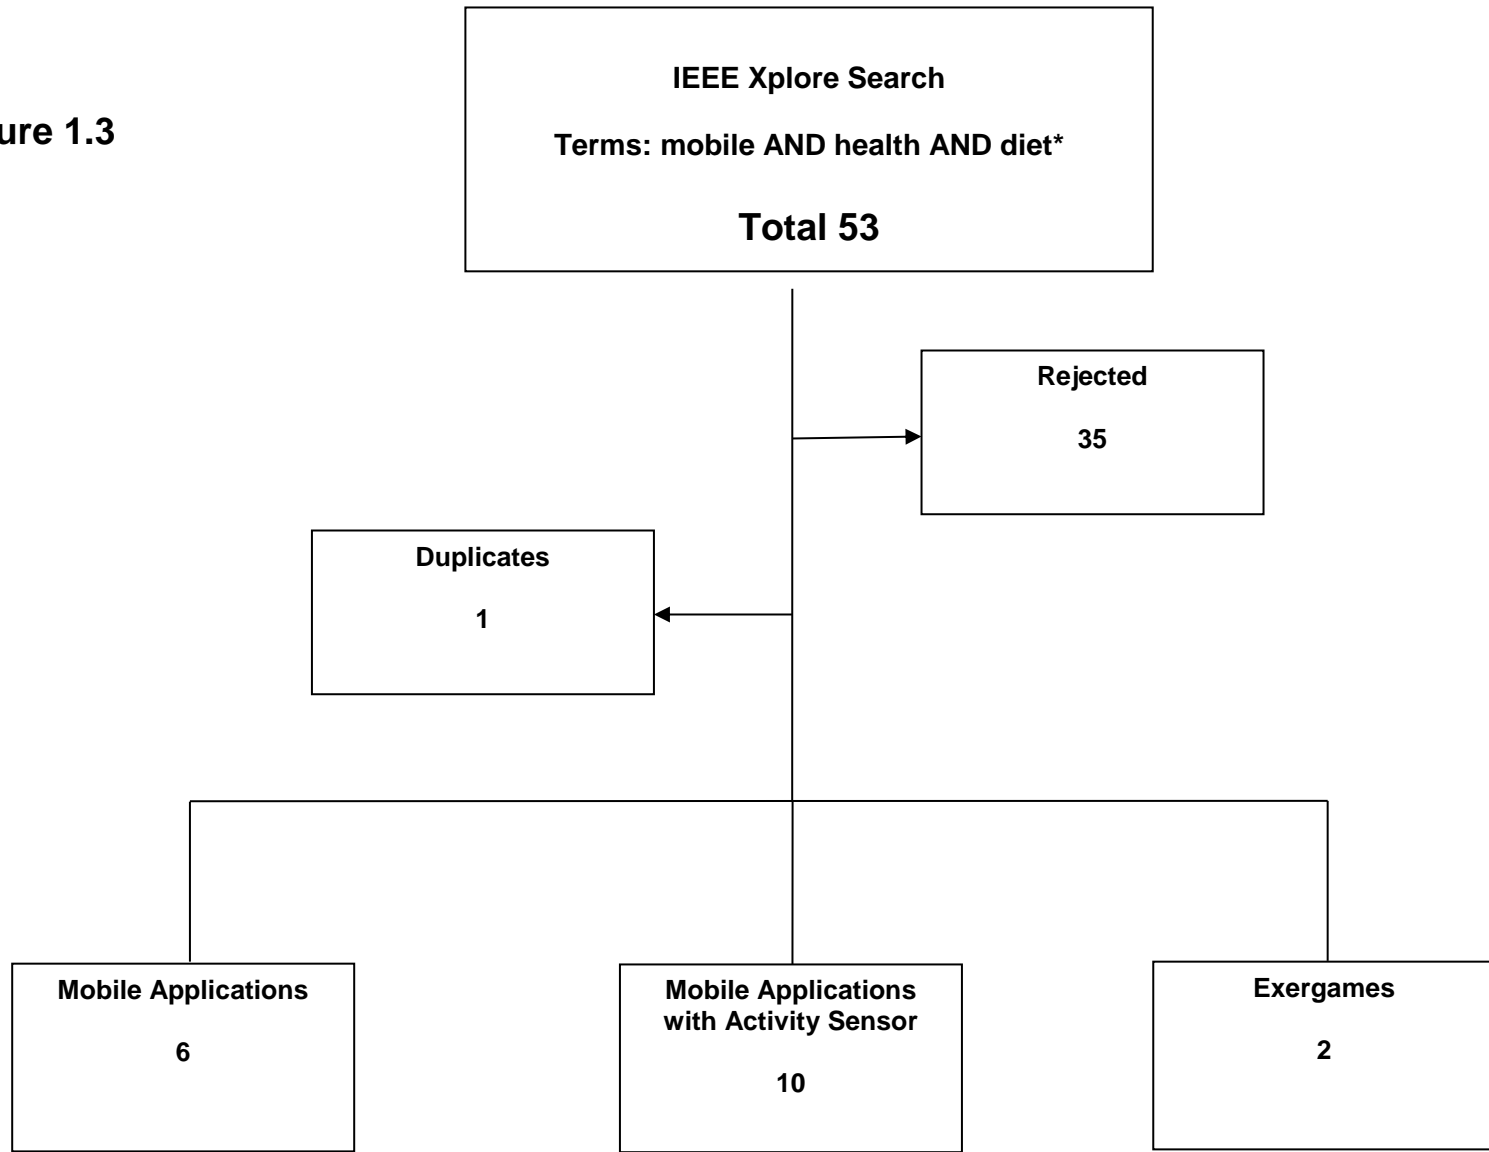 IEEE Xplore Search
ure 1.3
Terms: mobile AND health AND diet*
Total 53
Rejected
35
Duplicates
1
Mobile Applications
6
Mobile Applications
with Activity Sensor
10
Exergames
2